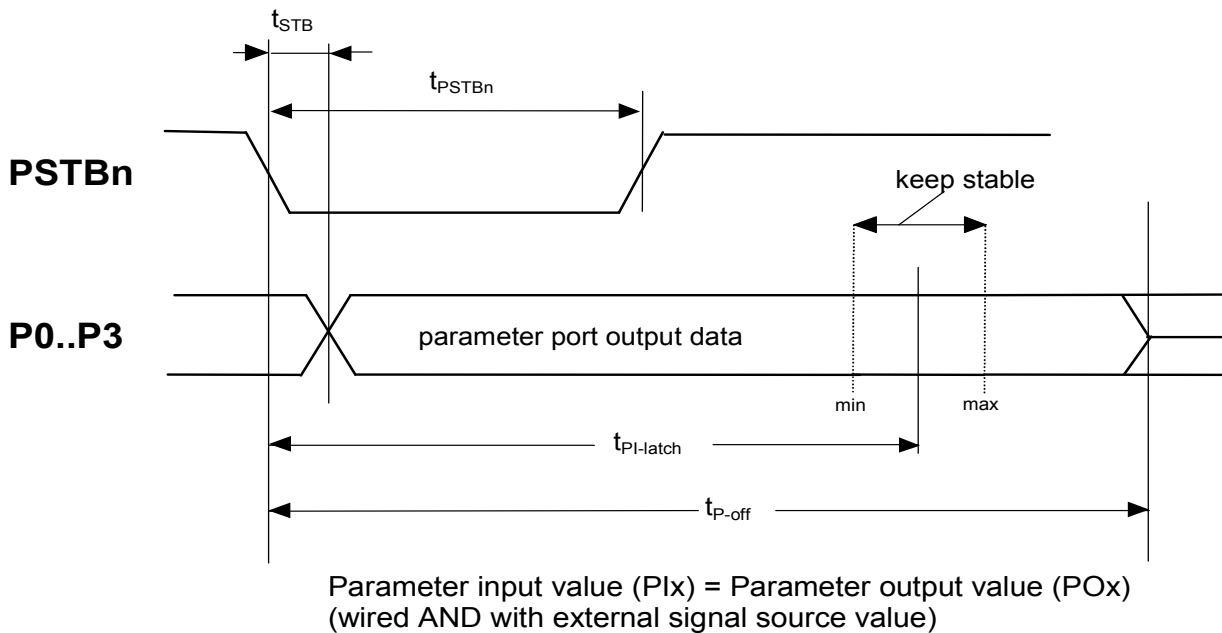 tSTB
tPSTBn
PSTBn
keep stable
P0..P3
parameter port output data
min
max
tPI-latch
tP-off
Parameter input value (PIx) = Parameter output value (POx)
(wired AND with external signal source value)